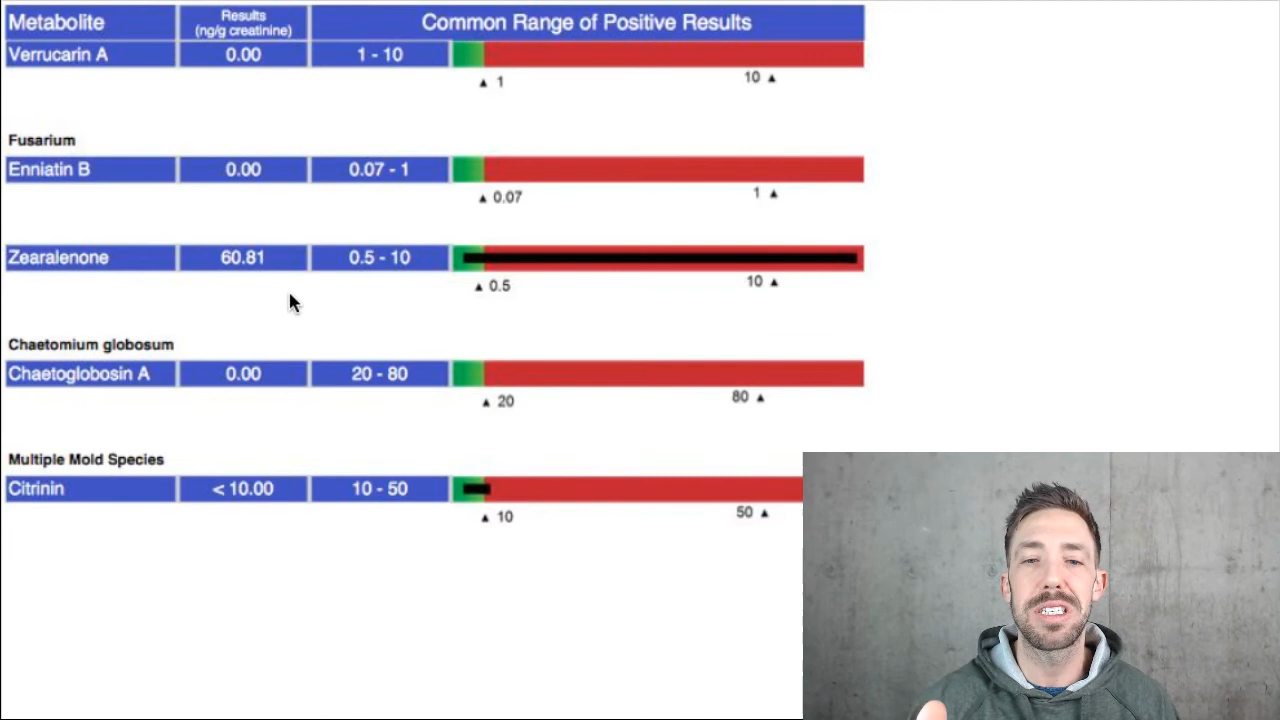 Metabolite Results (ng/g creatinine) Common Range of Positive Results
Verrucarin A 0.00 1 - 10
▲ 1 10 ▲
Fusarium
Enniatin B 0.00 0.07 - 1
▲ 0.07 1 ▲
Zearalenone 60.81 0.5 - 10
▲ 0.5 10 ▲
Chaetomium globosum
Chaetoglobosin A 0.00 20 - 80
▲ 20 80 ▲
Multiple Mold Species
Citrinin < 10.00 10 - 50
▲ 10 50 ▲